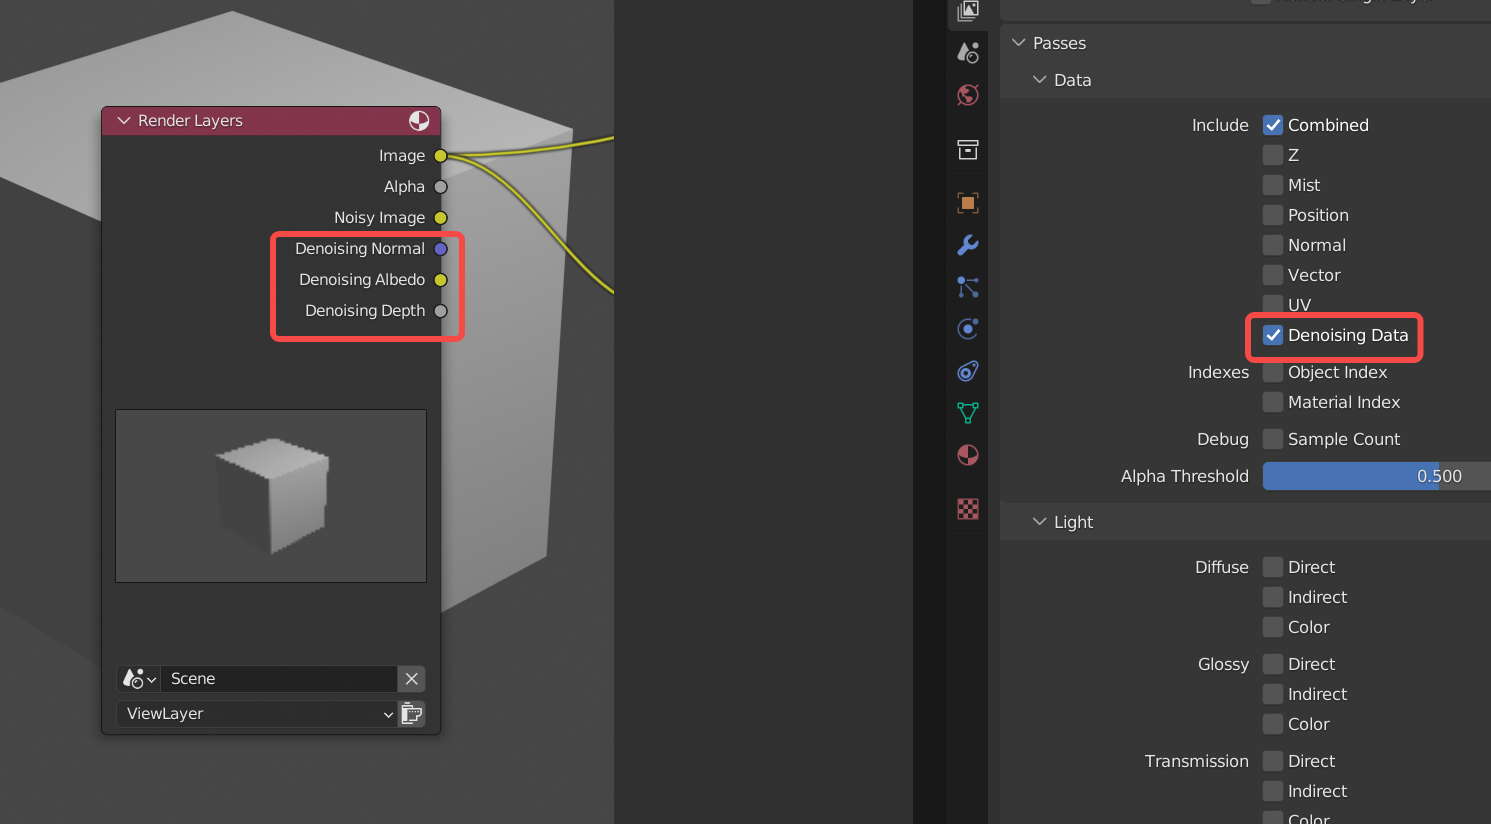 Render Layers
Image
Alpha
Noisy Image
Denoising Normal
Denoising Albedo
Denoising Depth
Scene
ViewLayer
Passes
Data
Include Combined
Z
Mist
Position
Normal
Vector
UV
Denoising Data
Indexes Object Index
Material Index
Debug Sample Count
Alpha Threshold 0.500
Light
Diffuse Direct
Indirect
Color
Glossy Direct
Indirect
Color
Transmission Direct
Indirect
Color